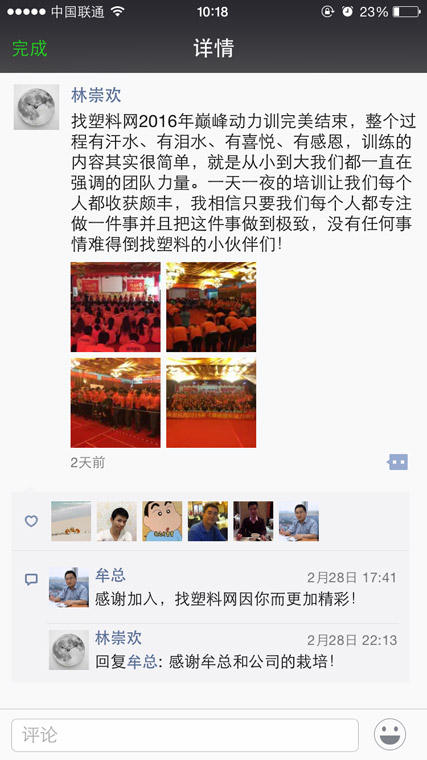 中国联通
10:18
23%
完成
详情
林崇欢
找塑料网2016年巅峰动力训完美结束，整个过
程有汗水、有泪水、有喜悦、有感恩，训练的
内容其实很简单，就是从小到大我们都一直在
强调的团队力量。一天一夜的培训让我们每个
人都收获颇丰，我相信只要我们每个人都专注
做一件事并且把这件事做到极致，没有任何事
情难得倒找塑料的小伙伴们！
2天前
牟总
2月28日 17:41
感谢加入，找塑料网因你而更加精彩！
林崇欢
2月28日 22:13
回复牟总: 感谢牟总和公司的栽培！
评论